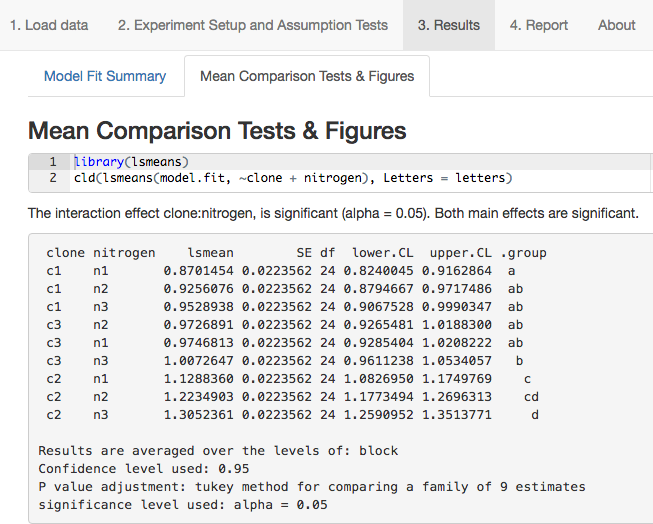 1. Load data 2. Experiment Setup and Assumption Tests 3. Results 4. Report About
Model Fit Summary Mean Comparison Tests & Figures
Mean Comparison Tests & Figures
1 library(lsmeans)
2 cld(lsmeans(model.fit, ~clone + nitrogen), Letters = letters)
The interaction effect clone:nitrogen, is significant (alpha = 0.05). Both main effects are significant.
clone nitrogen lsmean SE df lower.CL upper.CL .group
c1 n1 0.8701454 0.0223562 24 0.8240045 0.9162864 a
c1 n2 0.9256076 0.0223562 24 0.8794667 0.9717486 ab
c1 n3 0.9528938 0.0223562 24 0.9067528 0.9990347 ab
c3 n2 0.9726891 0.0223562 24 0.9265481 1.0188300 ab
c3 n1 0.9746813 0.0223562 24 0.9285404 1.0208222 ab
c3 n3 1.0072647 0.0223562 24 0.9611238 1.0534057 b
c2 n1 1.1288360 0.0223562 24 1.0826950 1.1749769 c
c2 n2 1.2234903 0.0223562 24 1.1773494 1.2696313 cd
c2 n3 1.3052361 0.0223562 24 1.2590952 1.3513771 d
Results are averaged over the levels of: block
Confidence level used: 0.95
P value adjustment: tukey method for comparing a family of 9 estimates
significance level used: alpha = 0.05